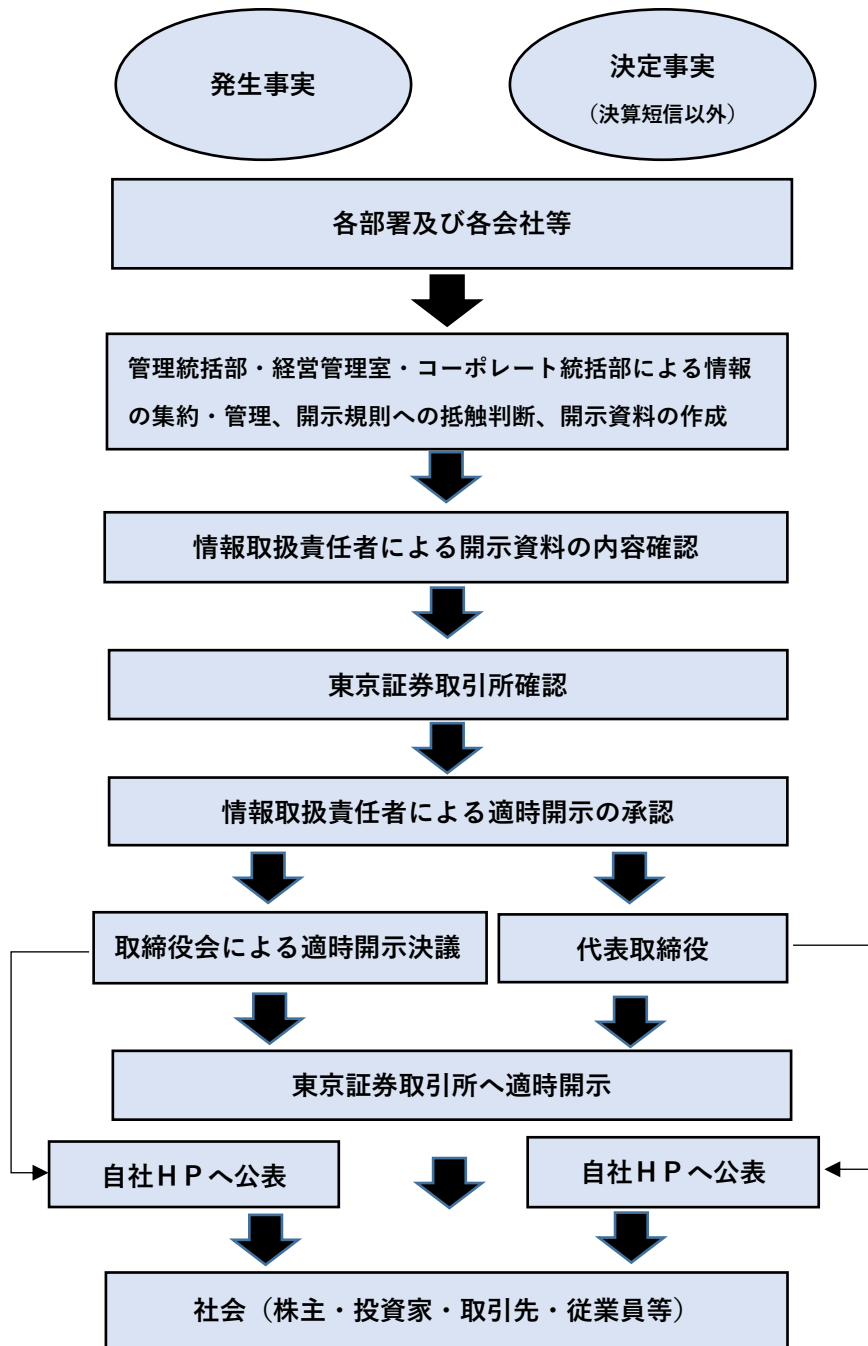 発生事実
決定事実
（決算短信以外）
各部署及び各会社等
管理統括部・経営管理室・コーポレート統括部による情報
の集約・管理、開示規則への抵触判断、開示資料の作成
情報取扱責任者による開示資料の内容確認
東京証券取引所確認
情報取扱責任者による適時開示の承認
取締役会による適時開示決議
代表取締役
東京証券取引所へ適時開示
自社ＨＰへ公表
自社ＨＰへ公表
社会（株主・投資家・取引先・従業員等）